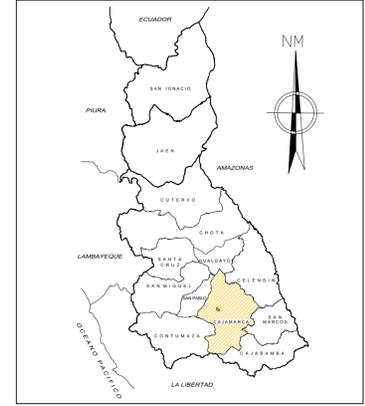 ECUADOR
NM
SAN IGNACIO
PIURA
JAEN
AMAZONAS
CUTERVO
CHOTA
LAMBAYEQUE
SANTA
CRUZ
HUALGAYOC
SAN MIGUEL
CELENDIN
SAN PABLO
CAJAMARCA
SAN
MARCOS
CONTUMAZA
CAJABAMBA
OCEANO PACIFICO
LA LIBERTAD